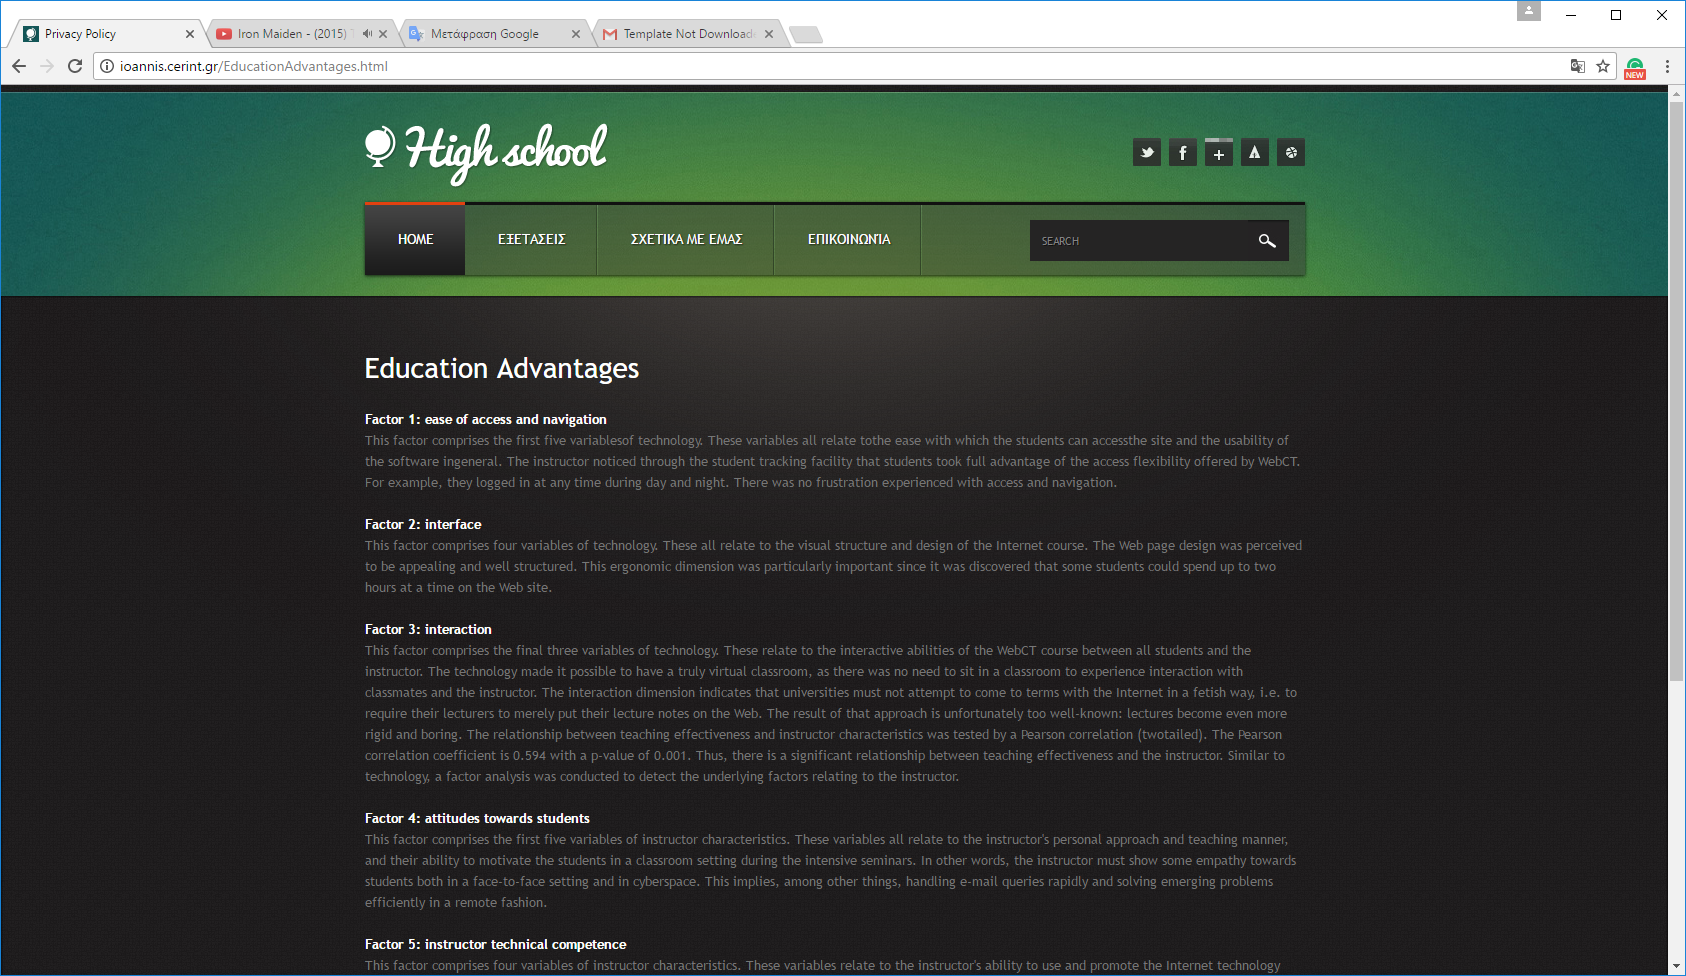 Privacy Policy
Iron Maiden - (2015) T
Μετάφραση Google
Template Not Download
ioannis.cerint.gr/EducationAdvantages.html
NEW
High school
HOME
ΕΞΕΤΑΣΕΙΣ
ΣΧΕΤΙΚΑ ΜΕ ΕΜΑΣ
ΕΠΙΚΟΙΝΩΝΊΑ
SEARCH
Education Advantages
Factor 1: ease of access and navigation
This factor comprises the first five variablesof technology. These variables all relate tothe ease with which the students can accessthe site and the usability of
the software ingeneral. The instructor noticed through the student tracking facility that students took full advantage of the access flexibility offered by WebCT.
For example, they logged in at any time during day and night. There was no frustration experienced with access and navigation.
Factor 2: interface
This factor comprises four variables of technology. These all relate to the visual structure and design of the Internet course. The Web page design was perceived
to be appealing and well structured. This ergonomic dimension was particularly important since it was discovered that some students could spend up to two
hours at a time on the Web site.
Factor 3: interaction
This factor comprises the final three variables of technology. These relate to the interactive abilities of the WebCT course between all students and the
instructor. The technology made it possible to have a truly virtual classroom, as there was no need to sit in a classroom to experience interaction with
classmates and the instructor. The interaction dimension indicates that universities must not attempt to come to terms with the Internet in a fetish way, i.e. to
require their lecturers to merely put their lecture notes on the Web. The result of that approach is unfortunately too well-known: lectures become even more
rigid and boring. The relationship between teaching effectiveness and instructor characteristics was tested by a Pearson correlation (twotailed). The Pearson
correlation coefficient is 0.594 with a p-value of 0.001. Thus, there is a significant relationship between teaching effectiveness and the instructor. Similar to
technology, a factor analysis was conducted to detect the underlying factors relating to the instructor.
Factor 4: attitudes towards students
This factor comprises the first five variables of instructor characteristics. These variables all relate to the instructor's personal approach and teaching manner,
and their ability to motivate the students in a classroom setting during the intensive seminars. In other words, the instructor must show some empathy towards
students both in a face-to-face setting and in cyberspace. This implies, among other things, handling e-mail queries rapidly and solving emerging problems
efficiently in a remote fashion.
Factor 5: instructor technical competence
This factor comprises four variables of instructor characteristics. These variables relate to the instructor's ability to use and promote the Internet technology